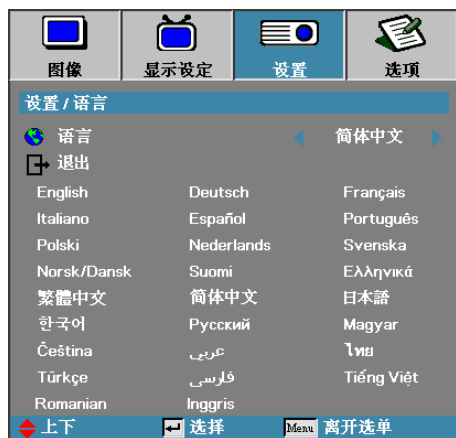 图像 显示设定 设置 选项
设置 / 语言
语言 简体中文
退出
English Deutsch Français
Italiano Español Português
Polski Nederlands Svenska
Norsk/Dansk Suomi Ελληνικά
繁體中文 简体中文 日本語
한국어 Русский Magyar
Čeština عربي ไทย
Türkçe فارسی Tiếng Việt
Romanian Inggris
上下 选择 Menu 离开选单